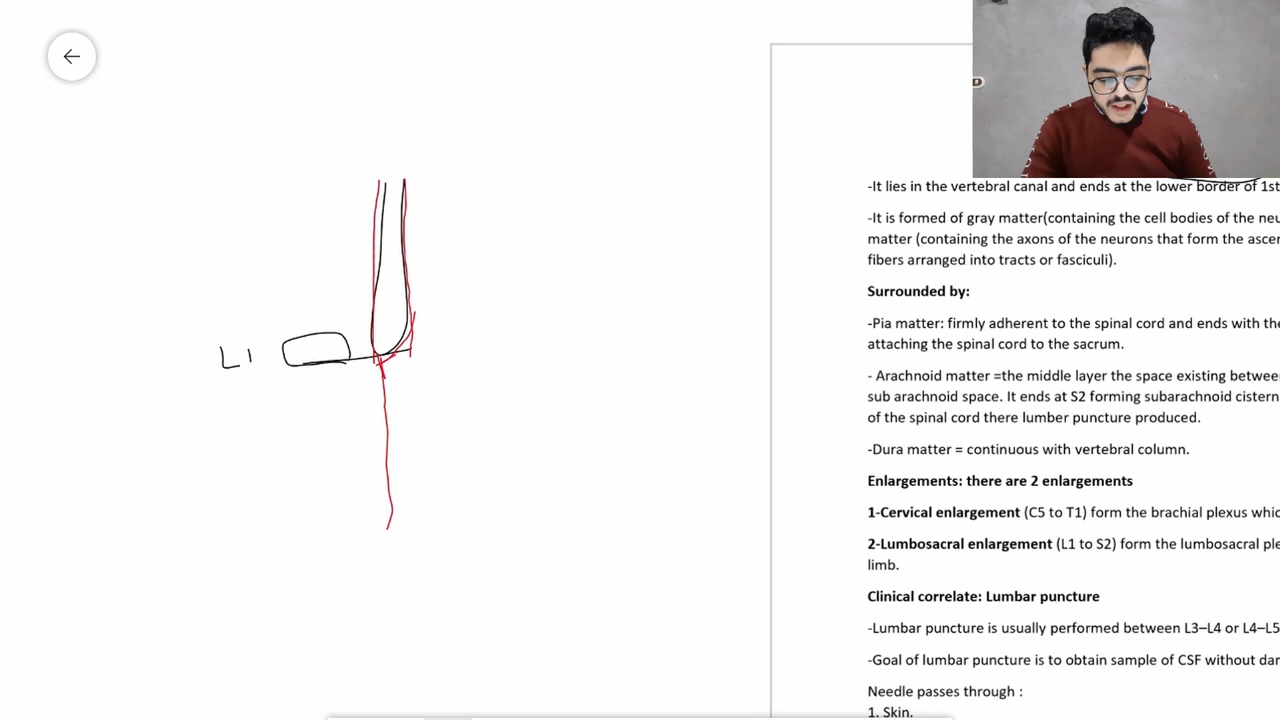 L1
-It lies in the vertebral canal and ends at the lower border of 1st
-It is formed of gray matter(containing the cell bodies of the neu
matter (containing the axons of the neurons that form the ascen
fibers arranged into tracts or fasciculi).
Surrounded by:
-Pia matter: firmly adherent to the spinal cord and ends with the
attaching the spinal cord to the sacrum.
- Arachnoid matter =the middle layer the space existing betwee
sub arachnoid space. It ends at S2 forming subarachnoid cistern
of the spinal cord there lumber puncture produced.
-Dura matter = continuous with vertebral column.
Enlargements: there are 2 enlargements
1-Cervical enlargement (C5 to T1) form the brachial plexus whic
2-Lumbosacral enlargement (L1 to S2) form the lumbosacral ple
limb.
Clinical correlate: Lumbar puncture
-Lumbar puncture is usually performed between L3–L4 or L4–L5
-Goal of lumbar puncture is to obtain sample of CSF without dar
Needle passes through :
1. Skin.